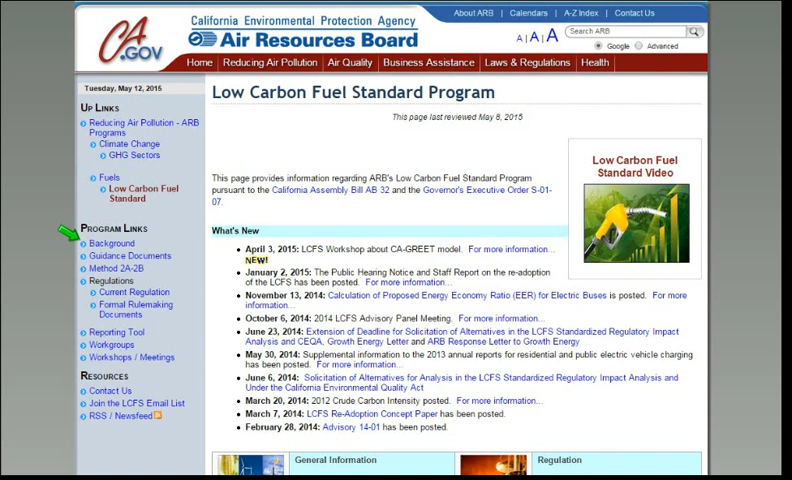 About ARB | Calendars | A-Z Index | Contact Us
CA.GOV
California Environmental Protection Agency
Air Resources Board
A | A | A
Search ARB
Google Advanced
Home | Reducing Air Pollution | Air Quality | Business Assistance | Laws & Regulations | Health
Tuesday, May 12, 2015
UP LINKS
Reducing Air Pollution - ARB
Programs
Climate Change
GHG Sectors
Fuels
Low Carbon Fuel
Standard
PROGRAM LINKS
Background
Guidance Documents
Method 2A-2B
Regulations
Current Regulation
Formal Rulemaking
Documents
Reporting Tool
Workgroups
Workshops / Meetings
RESOURCES
Contact Us
Join the LCFS Email List
RSS / Newsfeed
Low Carbon Fuel Standard Program
This page last reviewed May 8, 2015
This page provides information regarding ARB's Low Carbon Fuel Standard Program
pursuant to the California Assembly Bill AB 32 and the Governor's Executive Order S-01-
07.
Low Carbon Fuel
Standard Video
What's New
April 3, 2015: LCFS Workshop about CA-GREET model. For more information...
NEW!
January 2, 2015: The Public Hearing Notice and Staff Report on the re-adoption
of the LCFS has been posted. For more information...
November 13, 2014: Calculation of Proposed Energy Economy Ratio (EER) for Electric Buses is posted. For more
information...
October 6, 2014: 2014 LCFS Advisory Panel Meeting. For more information...
June 23, 2014: Extension of Deadline for Solicitation of Alternatives in the LCFS Standardized Regulatory Impact
Analysis and CEQA, Growth Energy Letter and ARB Response Letter to Growth Energy
May 30, 2014: Supplemental information to the 2013 annual reports for residential and public electric vehicle charging
has been posted. For more information...
June 6, 2014: Solicitation of Alternatives for Analysis in the LCFS Standardized Regulatory Impact Analysis and
Under the California Environmental Quality Act
March 20, 2014: 2012 Crude Carbon Intensity posted. For more information...
March 7, 2014: LCFS Re-Adoption Concept Paper has been posted.
February 28, 2014: Advisory 14-01 has been posted.
General Information
Regulation